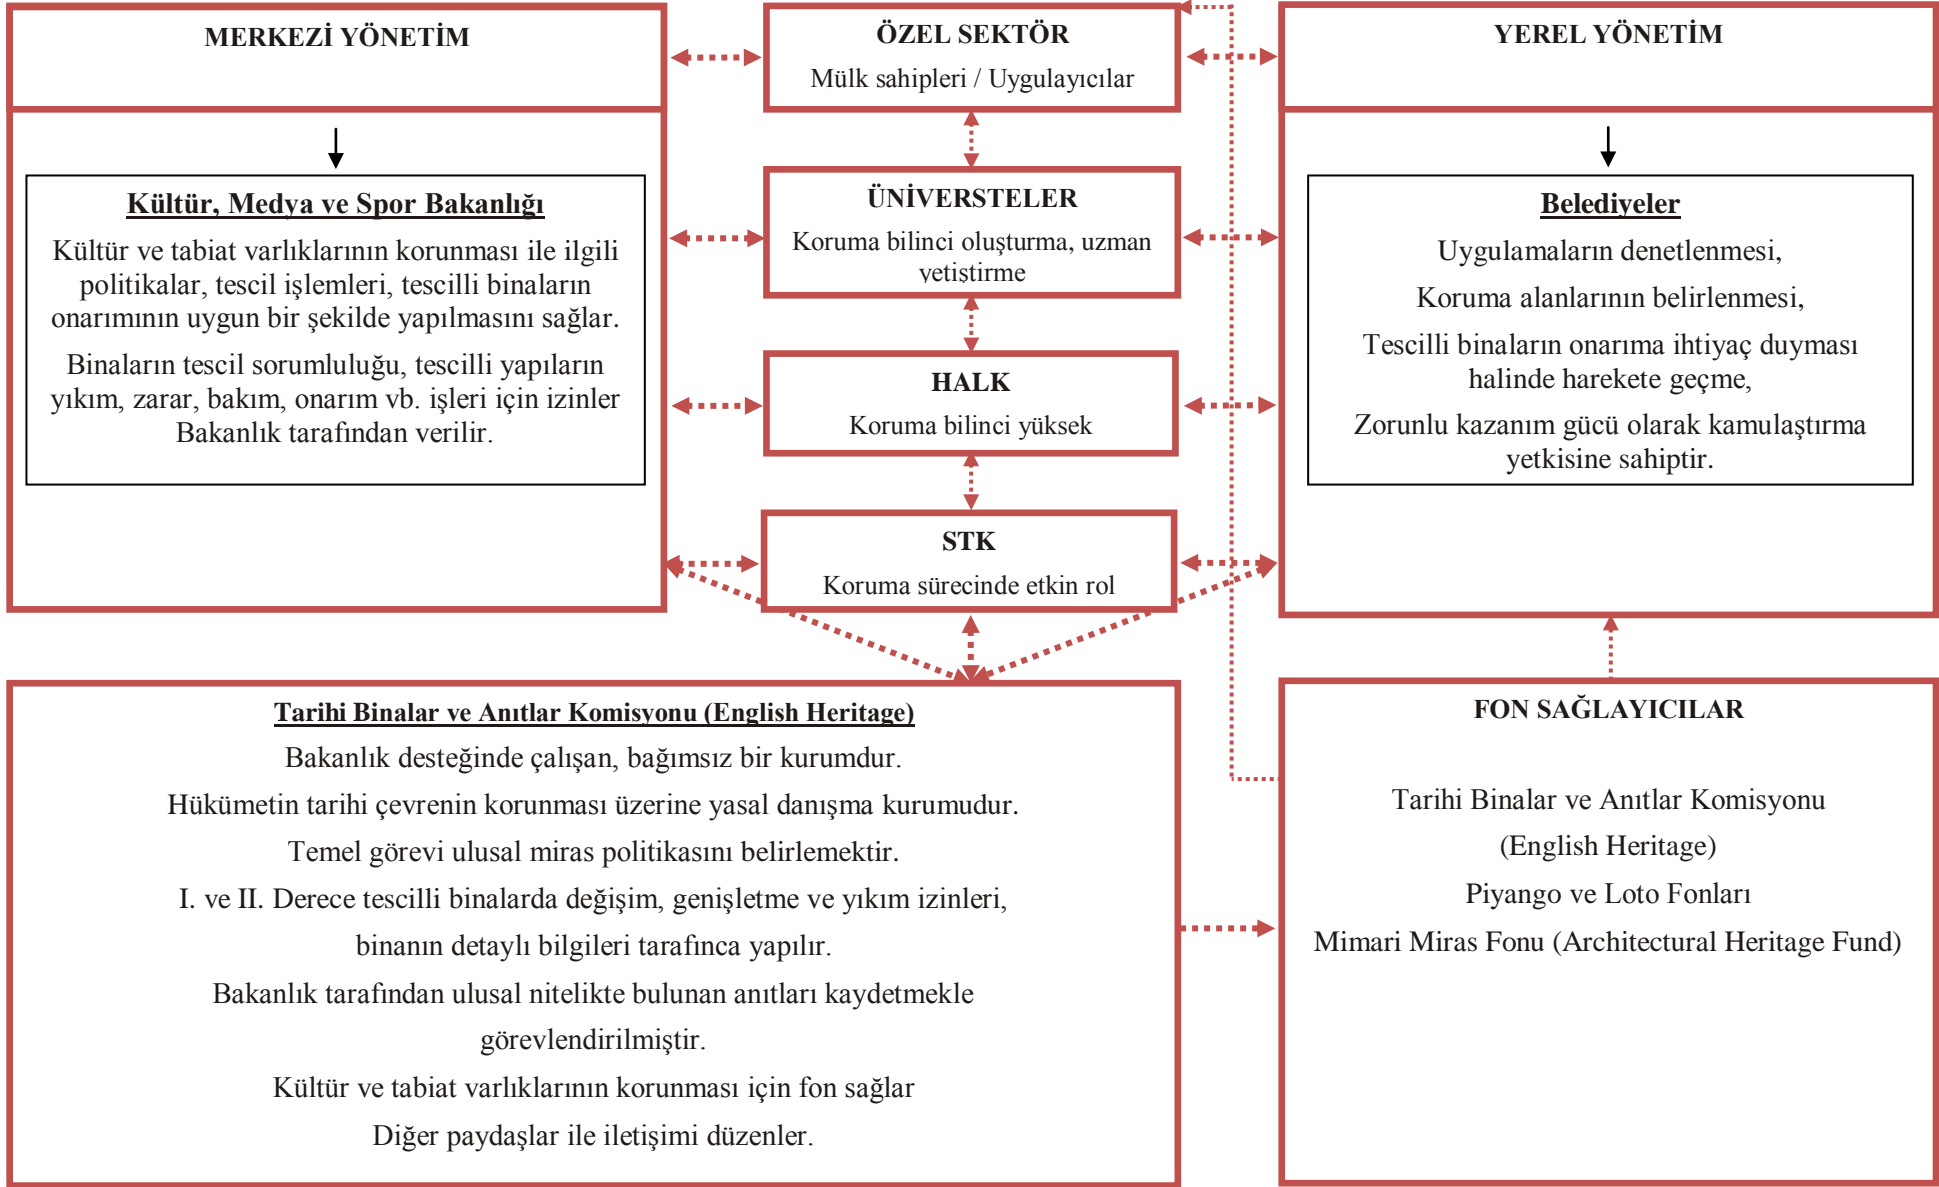 MERKEZİ YÖNETİM
Kültür, Medya ve Spor Bakanlığı
Kültür ve tabiat varlıklarının korunması ile ilgili
politikalar, tescil işlemleri, tescilli binaların
onarımının uygun bir şekilde yapılmasını sağlar.
Binaların tescil sorumluluğu, tescilli yapıların
yıkım, zarar, bakım, onarım vb. işleri için izinler
Bakanlık tarafından verilir.
ÖZEL SEKTÖR
Mülk sahipleri / Uygulayıcılar
ÜNİVERSTELER
Koruma bilinci oluşturma, uzman
yetiştirme
HALK
Koruma bilinci yüksek
STK
Koruma sürecinde etkin rol
YEREL YÖNETİM
Belediyeler
Uygulamaların denetlenmesi,
Koruma alanlarının belirlenmesi,
Tescilli binaların onarıma ihtiyaç duyması
halinde harekete geçme,
Zorunlu kazanım gücü olarak kamulaştırma
yetkisine sahiptir.
Tarihi Binalar ve Anıtlar Komisyonu (English Heritage)
Bakanlık desteğinde çalışan, bağımsız bir kurumdur.
Hükümetin tarihi çevrenin korunması üzerine yasal danışma kurumudur.
Temel görevi ulusal miras politikasını belirlemektir.
I. ve II. Derece tescilli binalarda değişim, genişletme ve yıkım izinleri,
binanın detaylı bilgileri tarafınca yapılır.
Bakanlık tarafından ulusal nitelikte bulunan anıtları kaydetmekle
görevlendirilmiştir.
Kültür ve tabiat varlıklarının korunması için fon sağlar
Diğer paydaşlar ile iletişimi düzenler.
FON SAĞLAYICILAR
Tarihi Binalar ve Anıtlar Komisyonu
(English Heritage)
Piyango ve Loto Fonları
Mimari Miras Fonu (Architectural Heritage Fund)